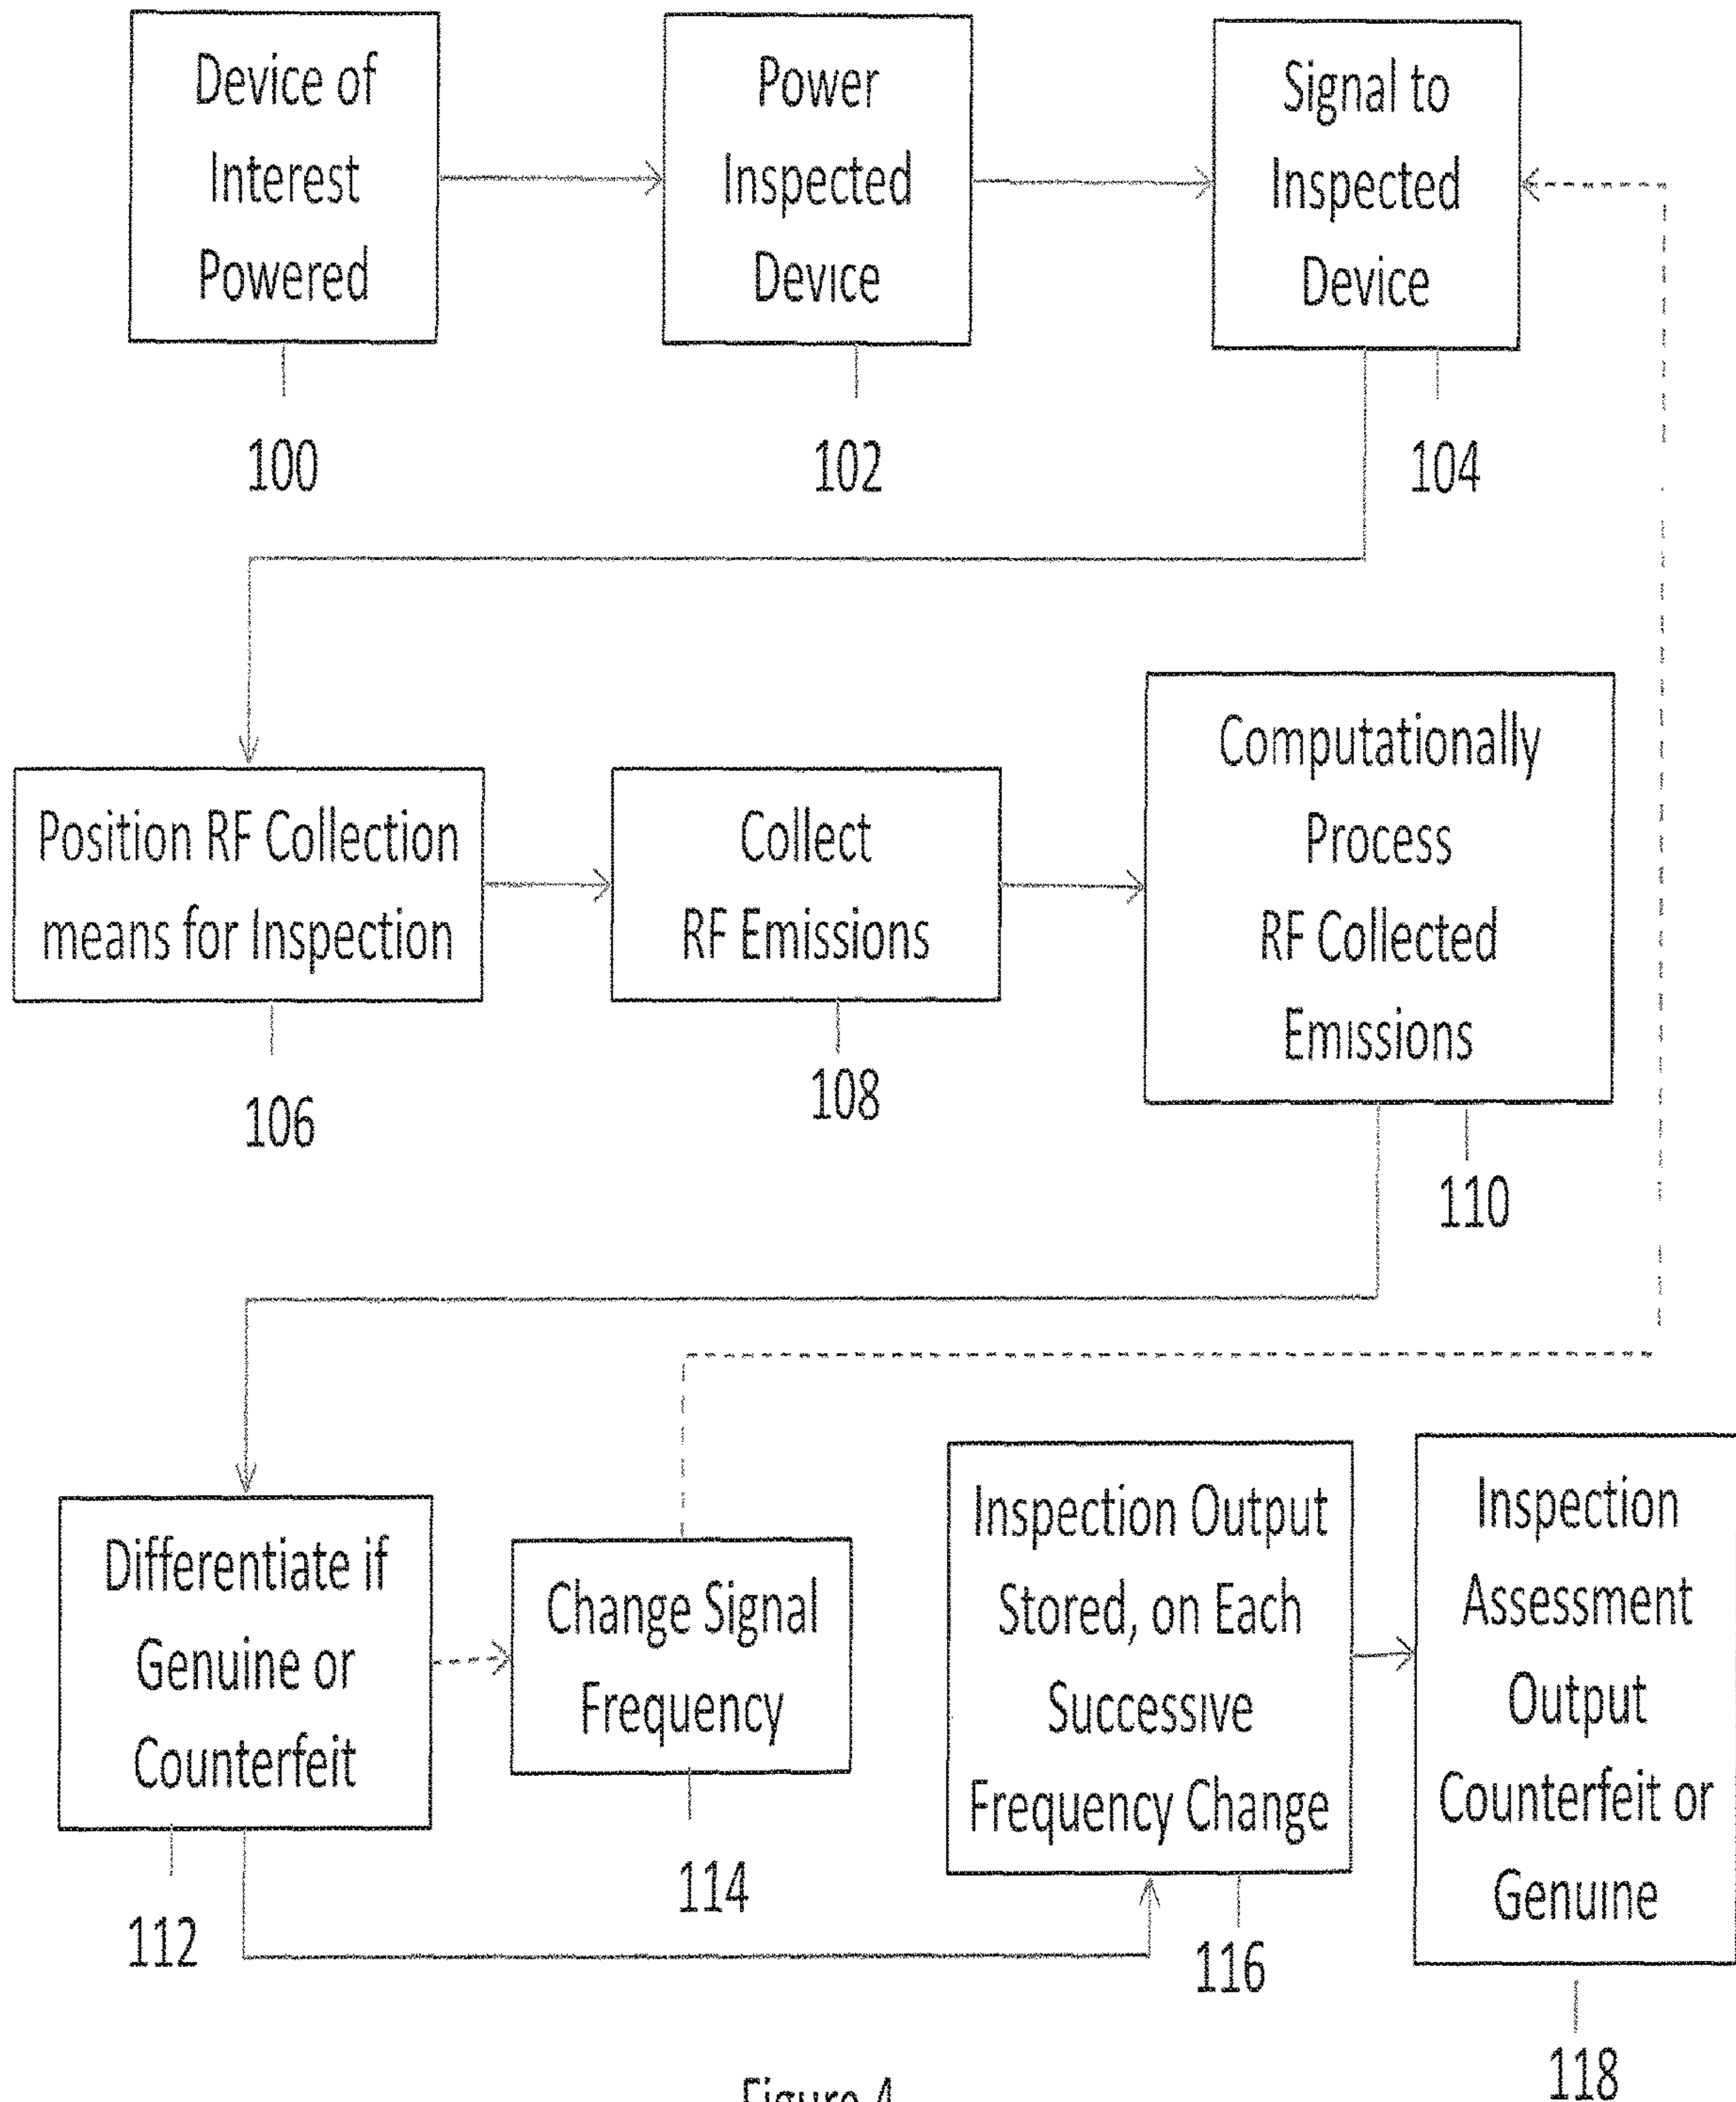 Device of
Interest
Powered
100
Power
Inspected
Device
102
Signal to
Inspected
Device
104
Position RF Collection
means for Inspection
106
Collect
RF Emissions
108
Computationally
Process
RF Collected
Emissions
110
Differentiate if
Genuine or
Counterfeit
112
Change Signal
Frequency
114
Inspection Output
Stored, on Each
Successive
Frequency Change
116
Inspection
Assessment
Output
Counterfeit or
Genuine
118
Figure 4